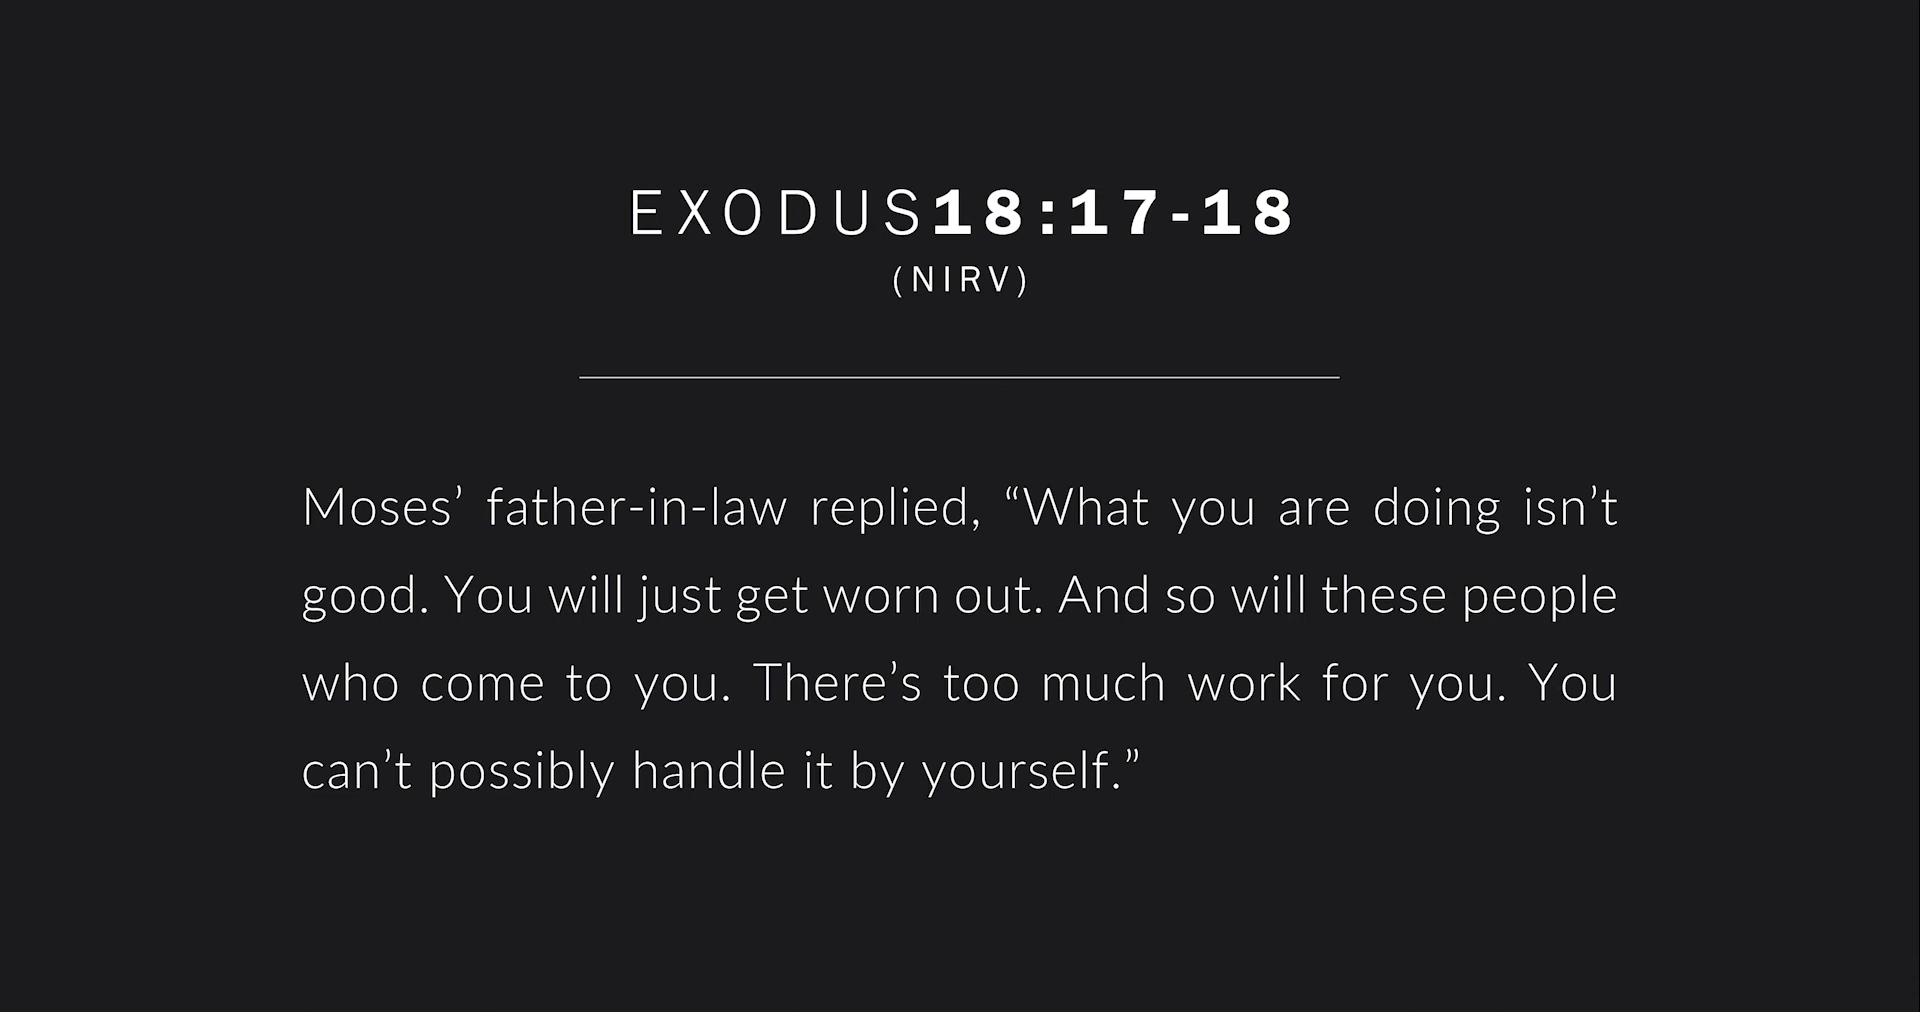 EXODUS18:17-18
(NIRV)
Moses’ father-in-law replied, “What you are doing isn’t
good. You will just get worn out. And so will these people
who come to you. There’s too much work for you. You
can’t possibly handle it by yourself.”